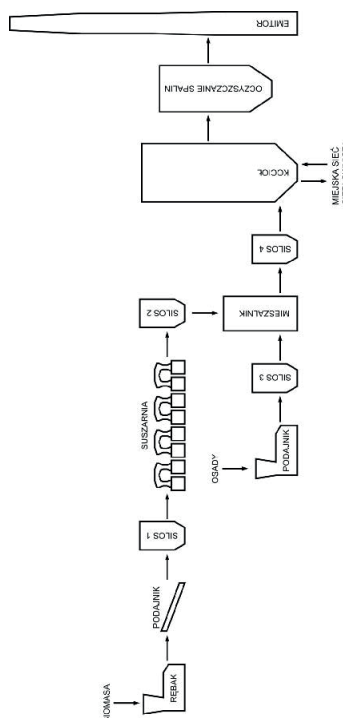 IOMASA
RĘBAK
PODAJNIK
SILOS 1
SUSZARNIA
SILOS 2
OSADY
PODAJNIK
SILOS 3
MIESZALNIK
SILOS 4
KOCIOŁ
MIEJSKA SIEĆ
OCZYSZCZANIE SPALIN
EMITOR